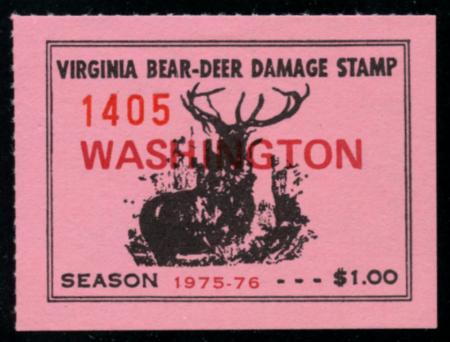 VIRGINIA BEAR-DEER DAMAGE STAMP
1405
WASHINGTON
SEASON 1975-76 --- $1.00